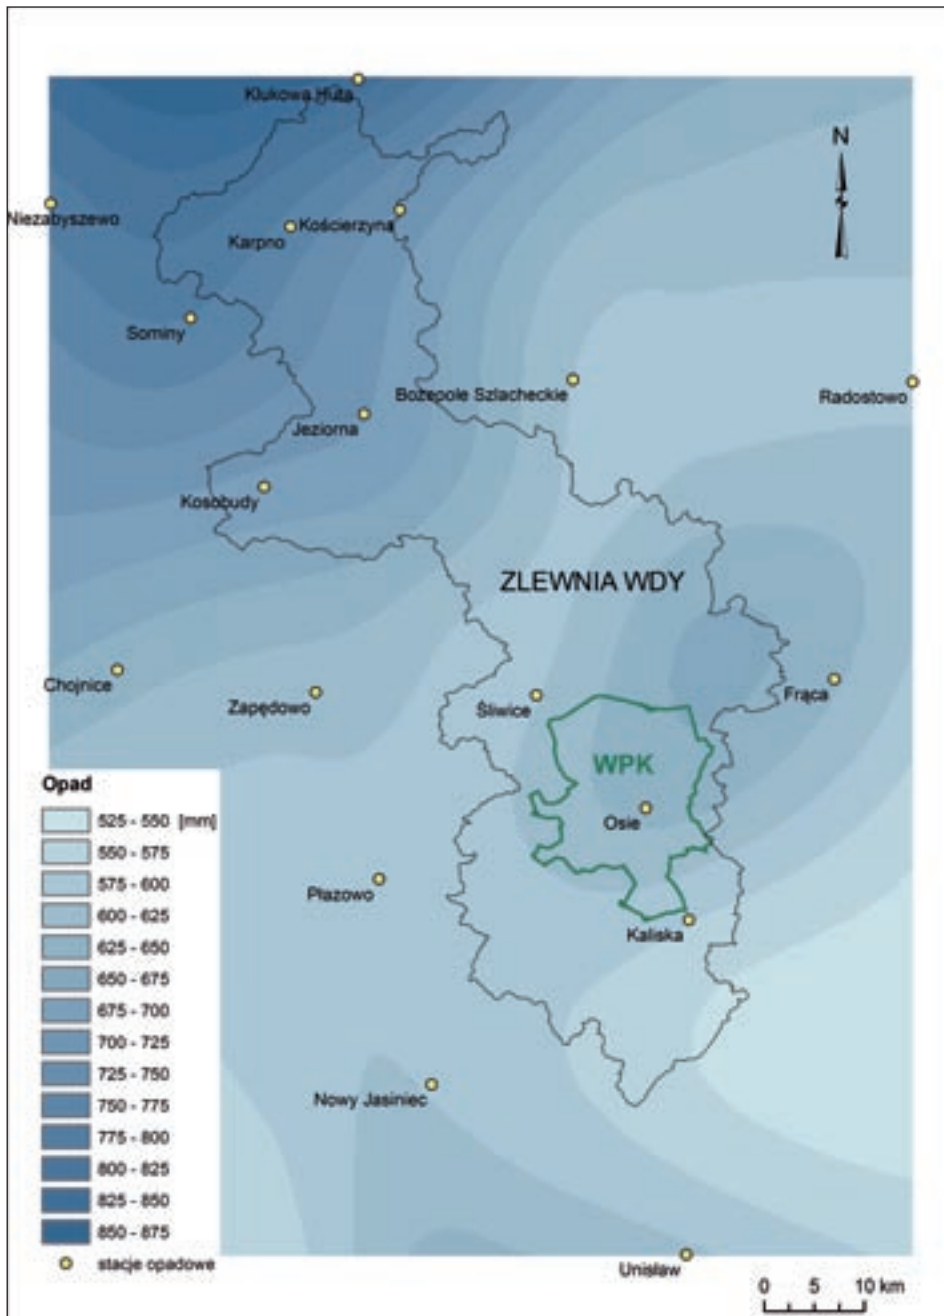 Klukowa Huta
N
Niezabyszewo
Karpno
Kościerzyna
Sominy
Bożepole Szlacheckie
Radostowo
Jeziorna
Kosobudy
ZLEWNIA WDY
Chojnice
Zapędowo
Śliwice
Frąca
WPK
Osie
Płazowo
Kaliska
Nowy Jasiniec
Unisław
Opad
525 - 550 [mm]
550 - 575
575 - 600
600 - 625
625 - 650
650 - 675
675 - 700
700 - 725
725 - 750
750 - 775
775 - 800
800 - 825
825 - 850
850 - 875
stacje opadowe
0 5 10 km